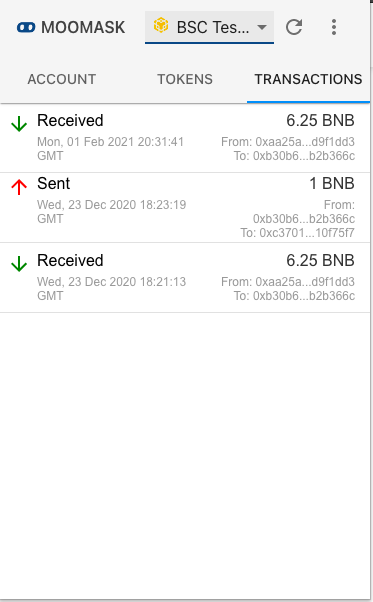 MOOMASK
BSC Tes...
ACCOUNT
TOKENS
TRANSACTIONS
Received
6.25 BNB
Mon, 01 Feb 2021 20:31:41
GMT
From: 0xaa25a...d9f1dd3
To: 0xb30b6...b2b366c
Sent
1 BNB
Wed, 23 Dec 2020 18:23:19
GMT
From:
0xb30b6...b2b366c
To: 0xc3701...10f75f7
Received
6.25 BNB
Wed, 23 Dec 2020 18:21:13
GMT
From: 0xaa25a...d9f1dd3
To: 0xb30b6...b2b366c